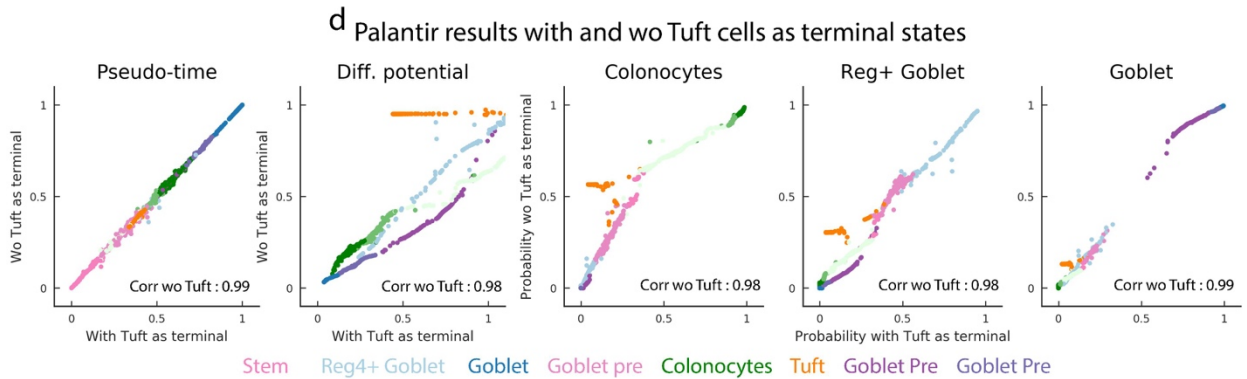 d Palantir results with and wo Tuft cells as terminal states
Pseudo-time
Diff. potential
Colonocytes
Reg+ Goblet
Goblet
Wo Tuft as terminal
1
0.5
0
Corr wo Tuft : 0.99
0
0.5
1
With Tuft as terminal
Wo Tuft as terminal
1
0.5
0
Corr wo Tuft : 0.98
0
0.5
1
With Tuft as terminal
Probability wo Tuft as terminal
1
0.5
0
Corr wo Tuft : 0.98
0
0.5
1
1
0.5
0
Corr wo Tuft : 0.98
0
0.5
1
Probability with Tuft as terminal
1
0.5
0
Corr wo Tuft : 0.99
0
0.5
1
Stem Reg4+ Goblet Goblet Goblet pre Colonocytes Tuft Goblet Pre Goblet Pre